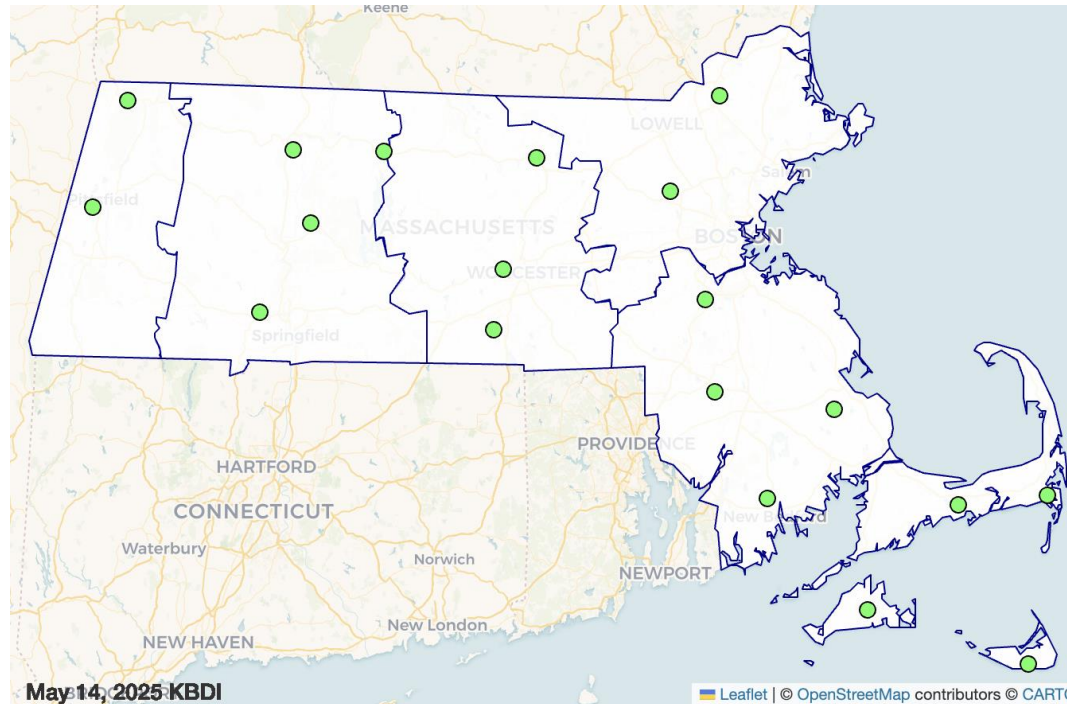 Keene
LOWELL
Salem
Pittsfield
MASSACHUSETTS
BOSTON
WORCESTER
Springfield
PROVIDENCE
HARTFORD
CONNECTICUT
New Bedford
Waterbury
Norwich
NEWPORT
New London
NEW HAVEN
May 14, 2025 KBDI
Leaflet | © OpenStreetMap contributors © CARTO